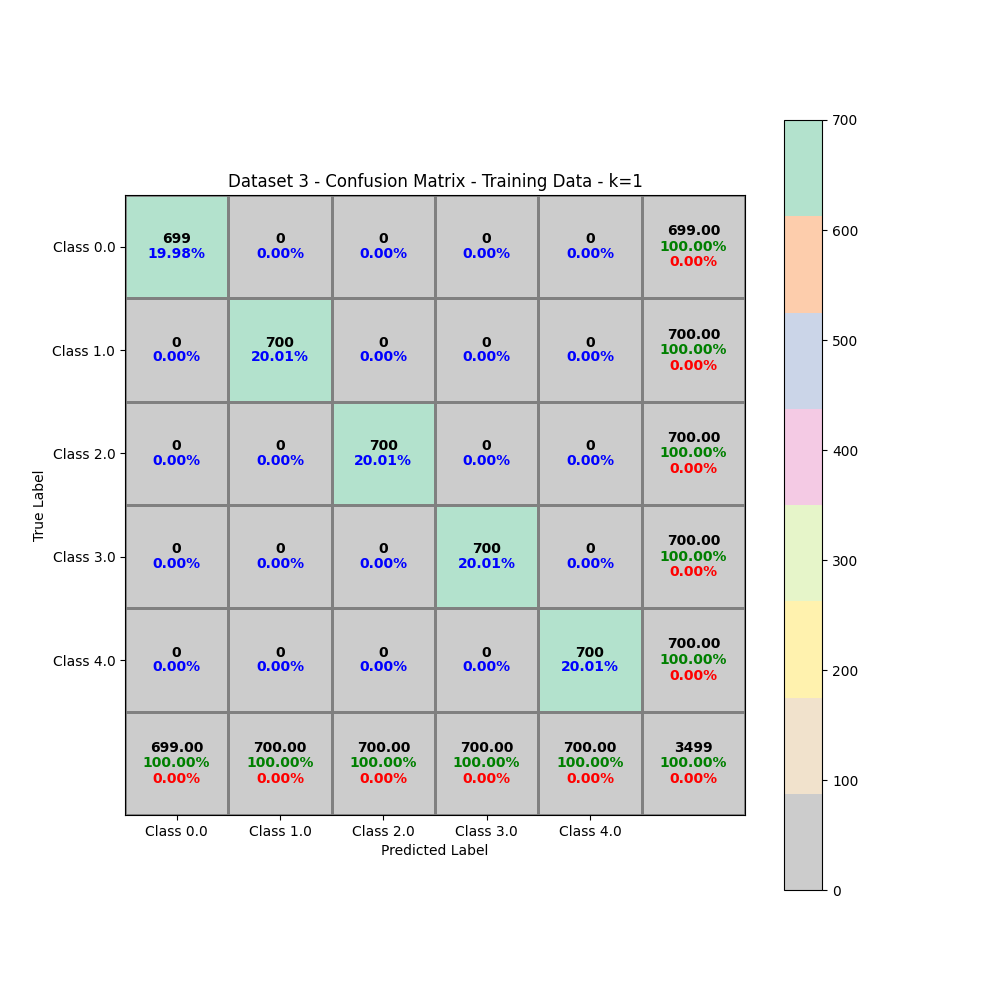 Dataset 3 - Confusion Matrix - Training Data - k=1
True Label
Class 0.0
699 0 0 0 0 699.00
19.98% 0.00% 0.00% 0.00% 0.00% 100.00%
0.00%
Class 1.0
0 700 0 0 0 700.00
0.00% 20.01% 0.00% 0.00% 0.00% 100.00%
0.00%
Class 2.0
0 0 700 0 0 700.00
0.00% 0.00% 20.01% 0.00% 0.00% 100.00%
0.00%
Class 3.0
0 0 0 700 0 700.00
0.00% 0.00% 0.00% 20.01% 0.00% 100.00%
0.00%
Class 4.0
0 0 0 0 700 700.00
0.00% 0.00% 0.00% 0.00% 20.01% 100.00%
0.00%
699.00 700.00 700.00 700.00 700.00 3499
100.00% 100.00% 100.00% 100.00% 100.00% 100.00%
0.00% 0.00% 0.00% 0.00% 0.00% 0.00%
Class 0.0 Class 1.0 Class 2.0 Class 3.0 Class 4.0
Predicted Label
700
600
500
400
300
200
100
0